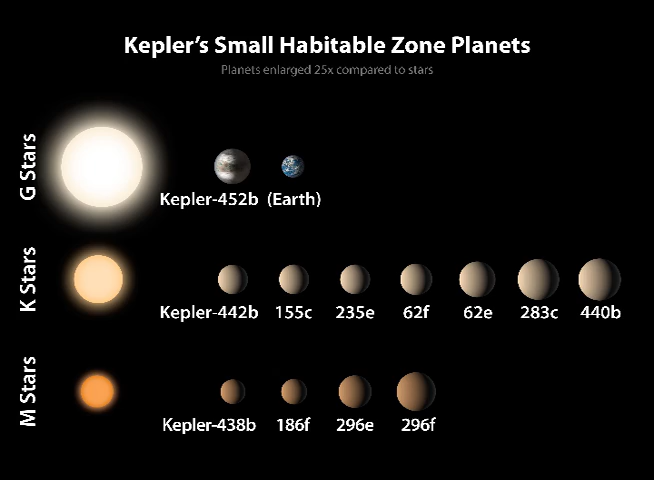 Kepler's Small Habitable Zone Planets
Planets enlarged 25x compared to stars
G Stars
Kepler-452b (Earth)
K Stars
Kepler-442b 155c 235e 62f 62e 283c 440b
M Stars
Kepler-438b 186f 296e 296f